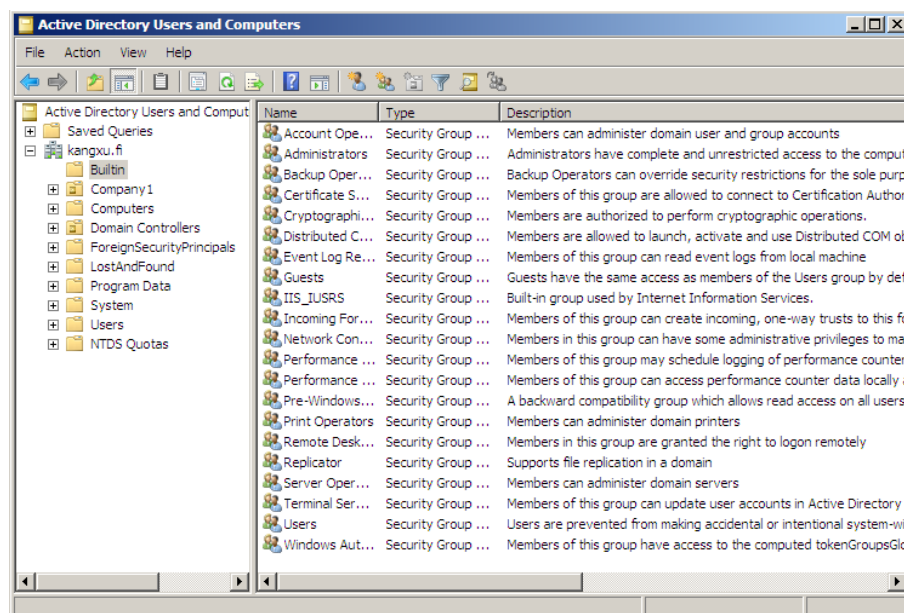 Active Directory Users and Computers
File Action View Help
Active Directory Users and Comput
Saved Queries
kangxu.fi
Builtin
Company1
Computers
Domain Controllers
ForeignSecurityPrincipals
LostAndFound
Program Data
System
Users
NTDS Quotas
Name Type Description
Account Ope... Security Group ... Members can administer domain user and group accounts
Administrators Security Group ... Administrators have complete and unrestricted access to the comput
Backup Oper... Security Group ... Backup Operators can override security restrictions for the sole purp
Certificate S... Security Group ... Members of this group are allowed to connect to Certification Author
Cryptographi... Security Group ... Members are authorized to perform cryptographic operations.
Distributed C... Security Group ... Members are allowed to launch, activate and use Distributed COM ob
Event Log Re... Security Group ... Members of this group can read event logs from local machine
Guests Security Group ... Guests have the same access as members of the Users group by def
IIS_IUSRS Security Group ... Built-in group used by Internet Information Services.
Incoming For... Security Group ... Members of this group can create incoming, one-way trusts to this fo
Network Con... Security Group ... Members in this group can have some administrative privileges to ma
Performance ... Security Group ... Members of this group may schedule logging of performance counter
Performance ... Security Group ... Members of this group can access performance counter data locally a
Pre-Windows... Security Group ... A backward compatibility group which allows read access on all users
Print Operators Security Group ... Members can administer domain printers
Remote Desk... Security Group ... Members in this group are granted the right to logon remotely
Replicator Security Group ... Supports file replication in a domain
Server Oper... Security Group ... Members can administer domain servers
Terminal Ser... Security Group ... Members of this group can update user accounts in Active Directory
Users Security Group ... Users are prevented from making accidental or intentional system-wi
Windows Aut... Security Group ... Members of this group have access to the computed tokenGroupsGlo